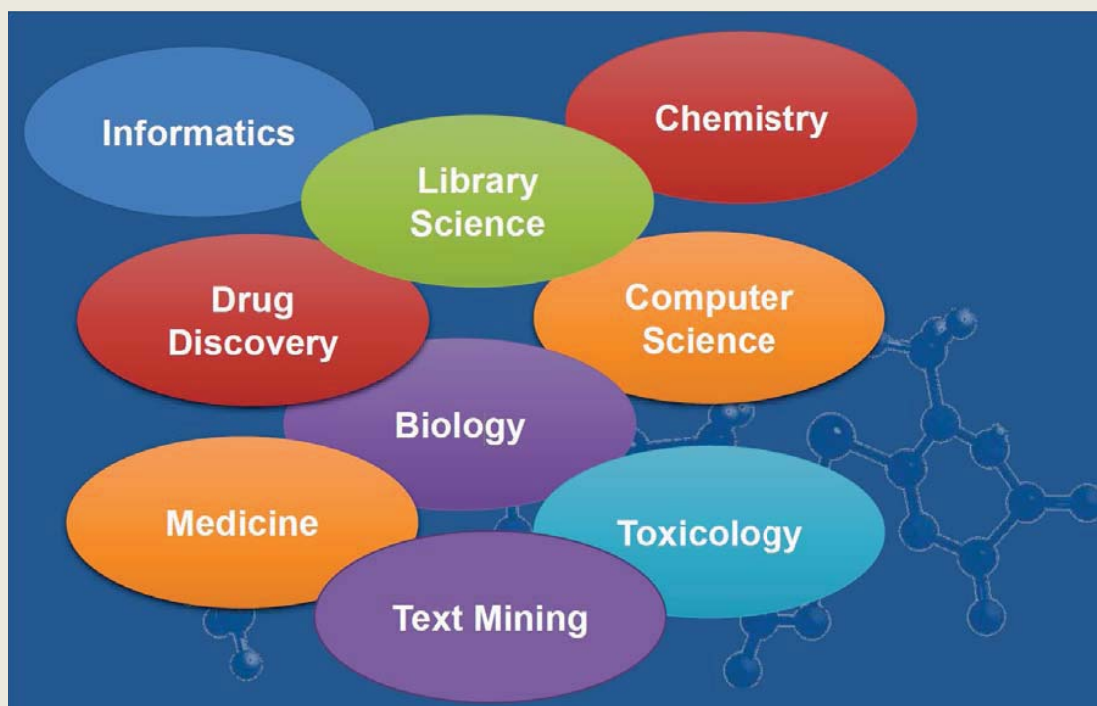 Informatics
Chemistry
Library
Science
Drug
Discovery
Computer
Science
Biology
Medicine
Toxicology
Text Mining